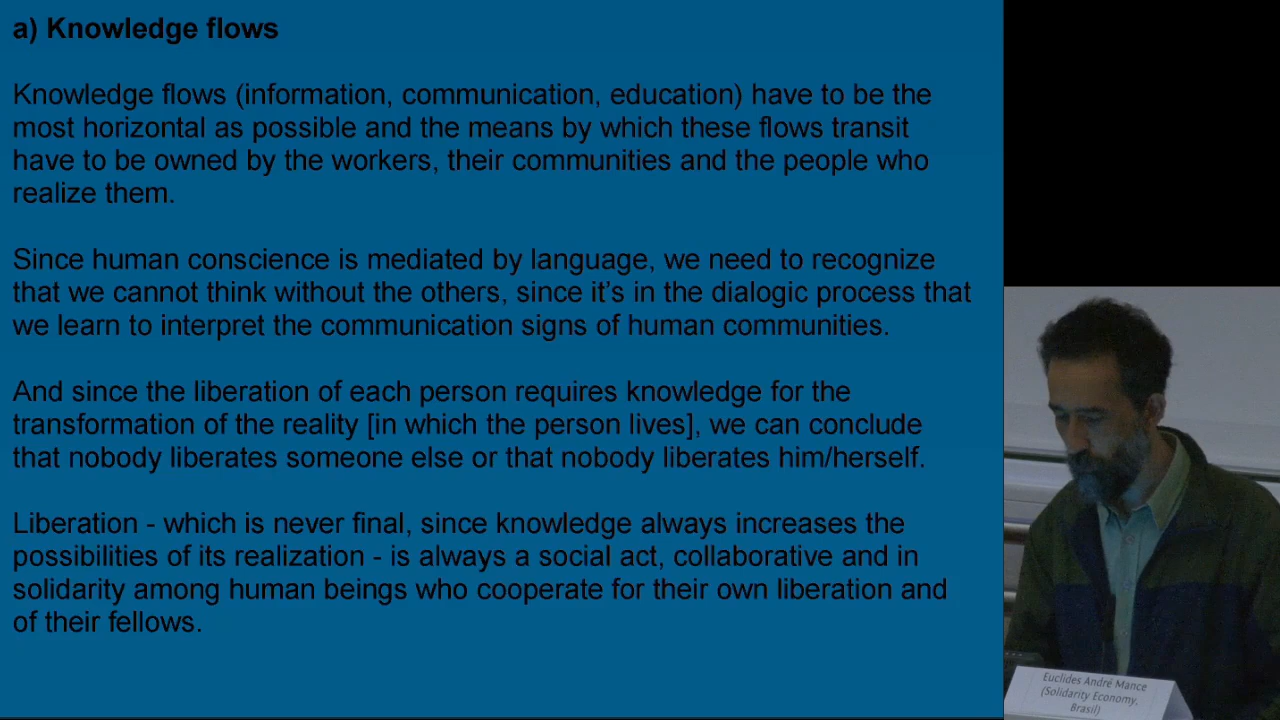 a) Knowledge flows
Knowledge flows (information, communication, education) have to be the
most horizontal as possible and the means by which these flows transit
have to be owned by the workers, their communities and the people who
realize them.
Since human conscience is mediated by language, we need to recognize
that we cannot think without the others, since it's in the dialogic process that
we learn to interpret the communication signs of human communities.
And since the liberation of each person requires knowledge for the
transformation of the reality [in which the person lives], we can conclude
that nobody liberates someone else or that nobody liberates him/herself.
Liberation - which is never final, since knowledge always increases the
possibilities of its realization - is always a social act, collaborative and in
solidarity among human beings who cooperate for their own liberation and
of their fellows.
Euclides André Mance
(Solidarity Economy,
Brasil)